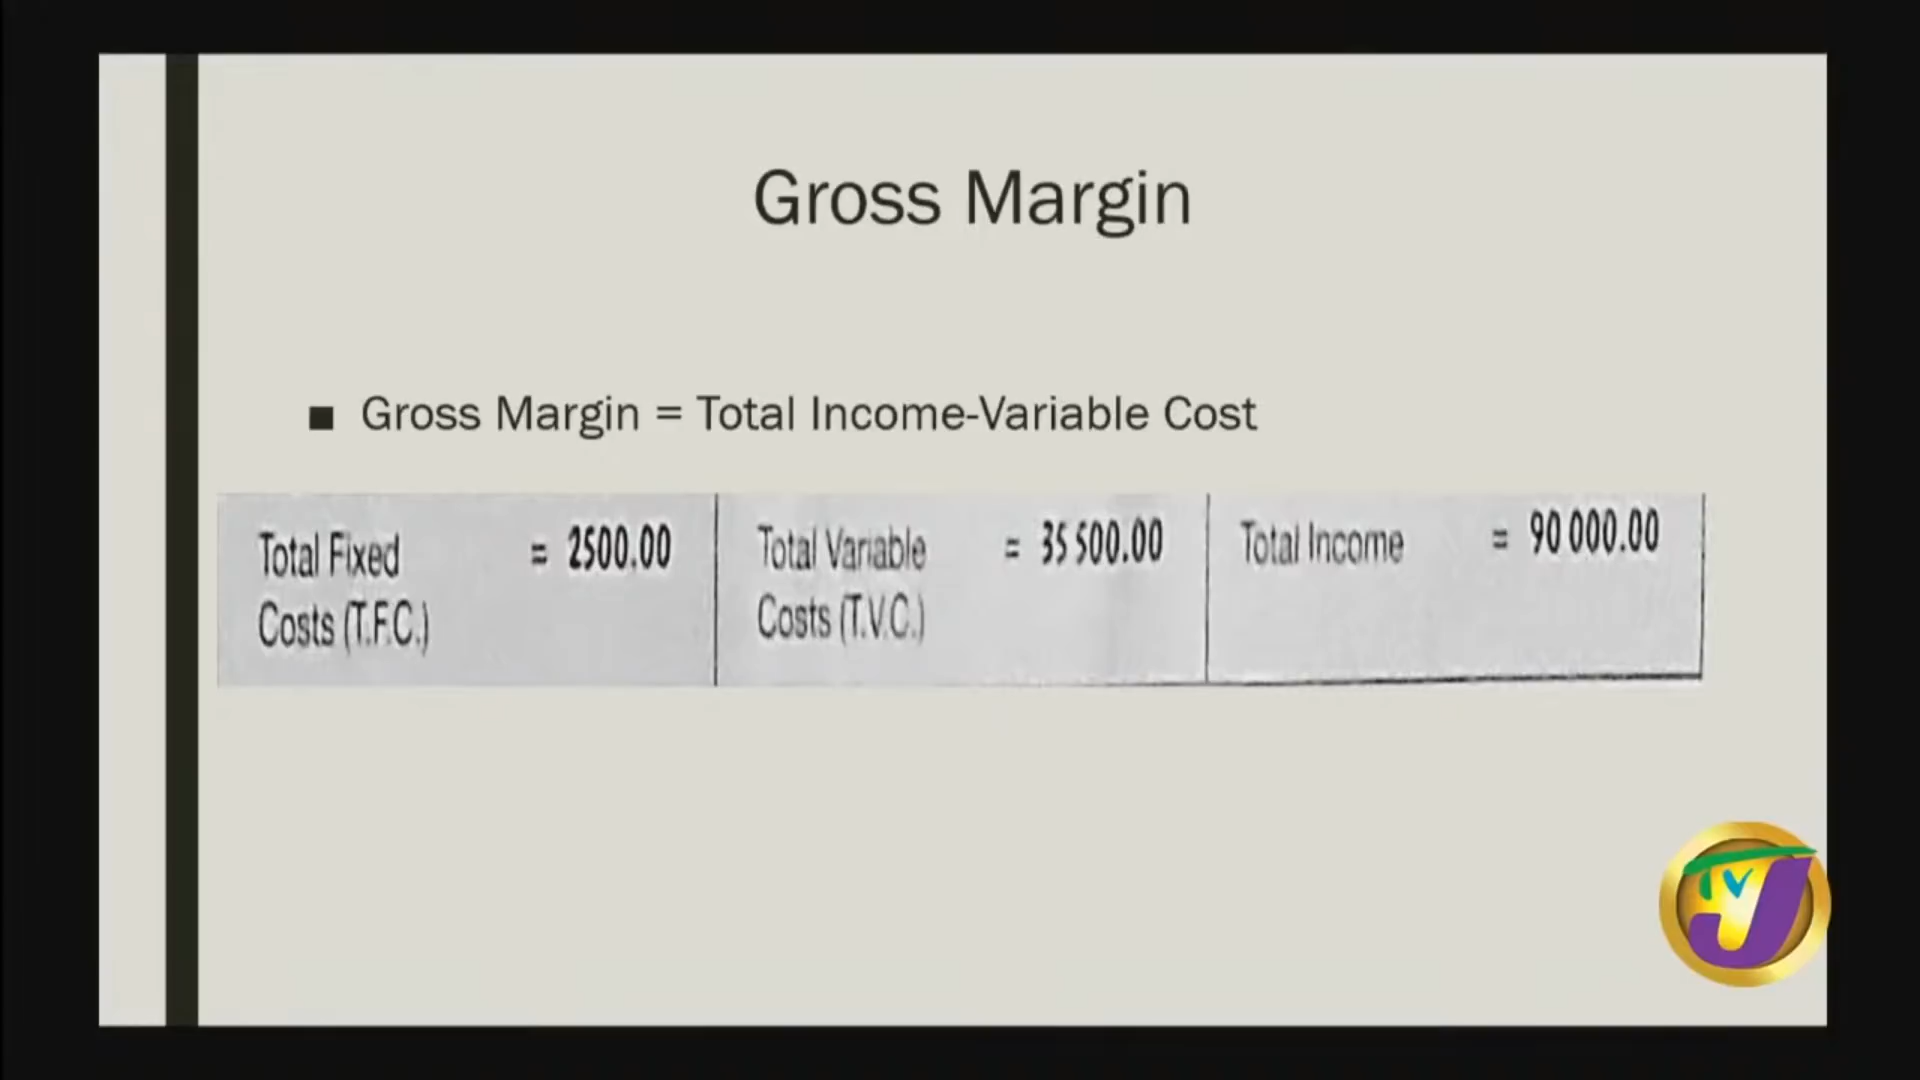 Gross Margin
■ Gross Margin = Total Income-Variable Cost
Total Fixed = 2500.00
Costs (T.F.C.)
Total Variable = 35 500.00
Costs (T.V.C.)
Total Income = 90 000.00
TVJ